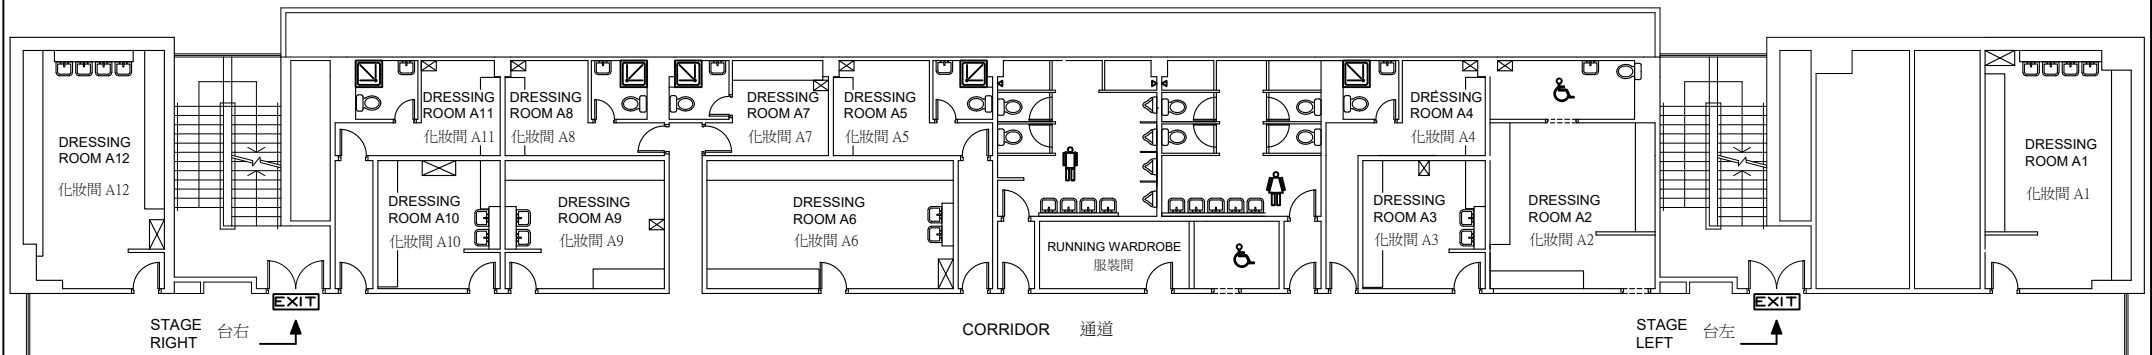 DRESSING
ROOM A12
化妝間 A12
DRESSING
ROOM A11
化妝間 A11
DRESSING
ROOM A8
化妝間 A8
DRESSING
ROOM A7
化妝間 A7
DRESSING
ROOM A5
化妝間 A5
DRESSING
ROOM A4
化妝間 A4
DRESSING
ROOM A1
化妝間 A1
DRESSING
ROOM A10
化妝間 A10
DRESSING
ROOM A9
化妝間 A9
DRESSING
ROOM A6
化妝間 A6
RUNNING WARDROBE
服裝間
DRESSING
ROOM A3
化妝間 A3
DRESSING
ROOM A2
化妝間 A2
EXIT
EXIT
STAGE
RIGHT
台右
CORRIDOR 通道
STAGE
LEFT
台左